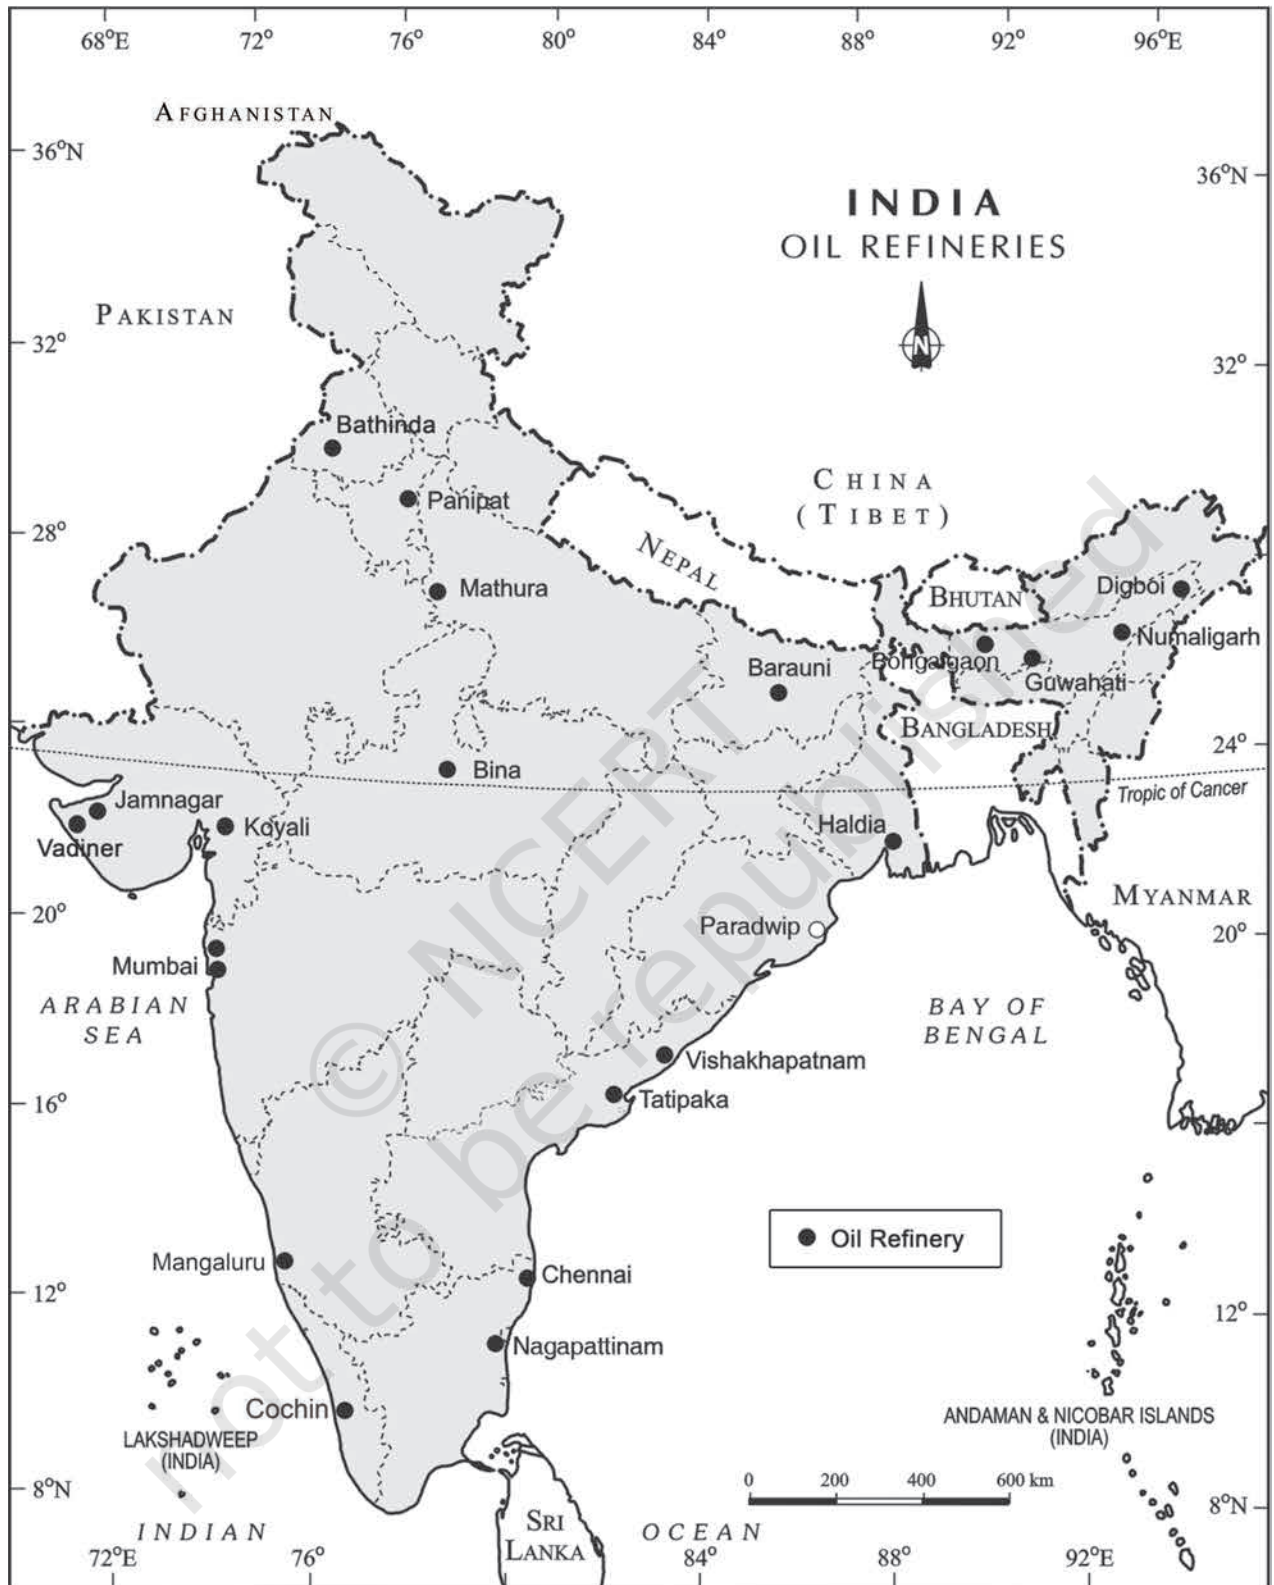 68°E 72° 76° 80° 84° 88° 92° 96°E
AFGHANISTAN
36°N
36°N
INDIA
OIL REFINERIES
PAKISTAN
N
32°
32°
Bathinda
CHINA
(TIBET)
Panipat
28°
NEPAL
Mathura
Digboi
BHUTAN
Numaligarh
Bongaigaon
Barauni
Guwahati
BANGLADESH
24°
Bina
Tropic of Cancer
Jamnagar
Koyali
Haldia
Vadiner
MYANMAR
20°
Paradwip
20°
Mumbai
ARABIAN
SEA
BAY OF
BENGAL
Vishakhapatnam
Tatipaka
16°
Oil Refinery
Mangaluru
Chennai
12°
12°
Nagapattinam
Cochin
ANDAMAN & NICOBAR ISLANDS
(INDIA)
LAKSHADWEEP
(INDIA)
0 200 400 600 km
8°N
8°N
SRI
LANKA
INDIAN OCEAN
72°E 76° 84° 88° 92°E
© NCERT
not to be republished